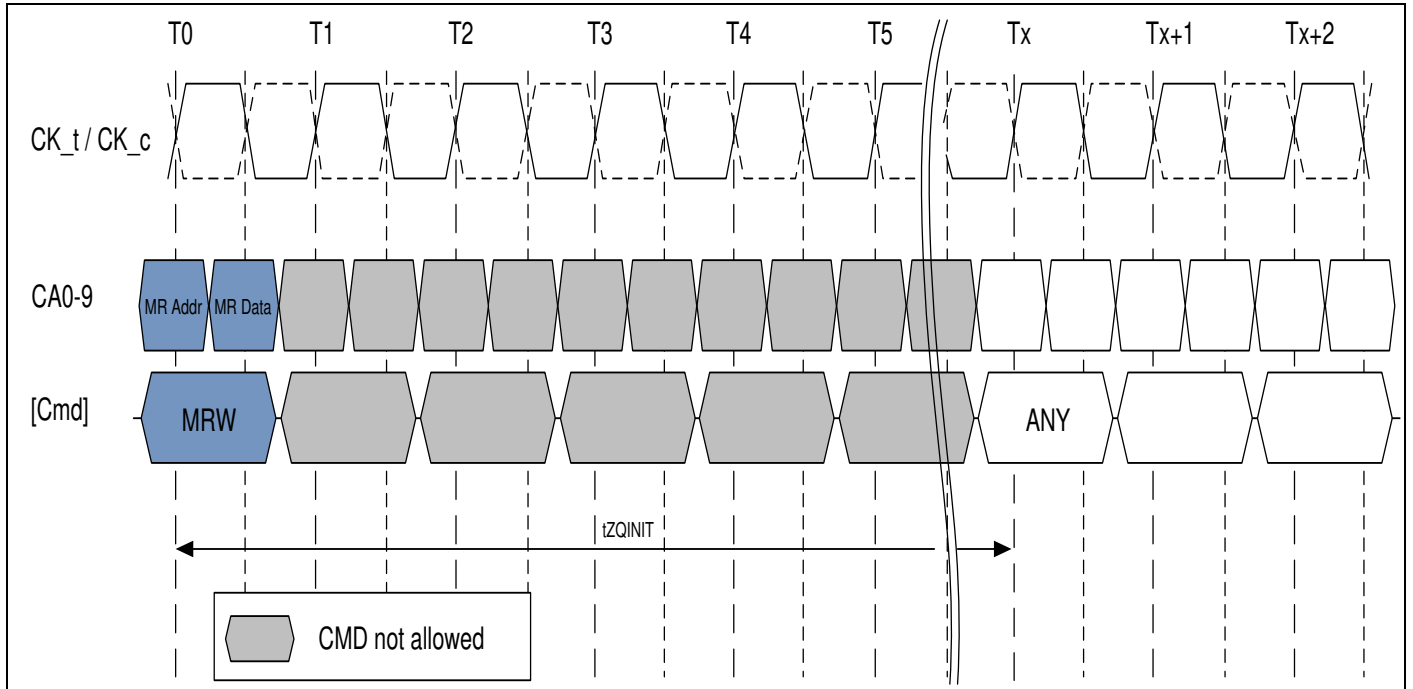 T0 T1 T2 T3 T4 T5 Tx Tx+1 Tx+2
CK_t / CK_c
CA0-9 MR Addr MR Data
[Cmd] MRW ANY
tZQINIT
CMD not allowed